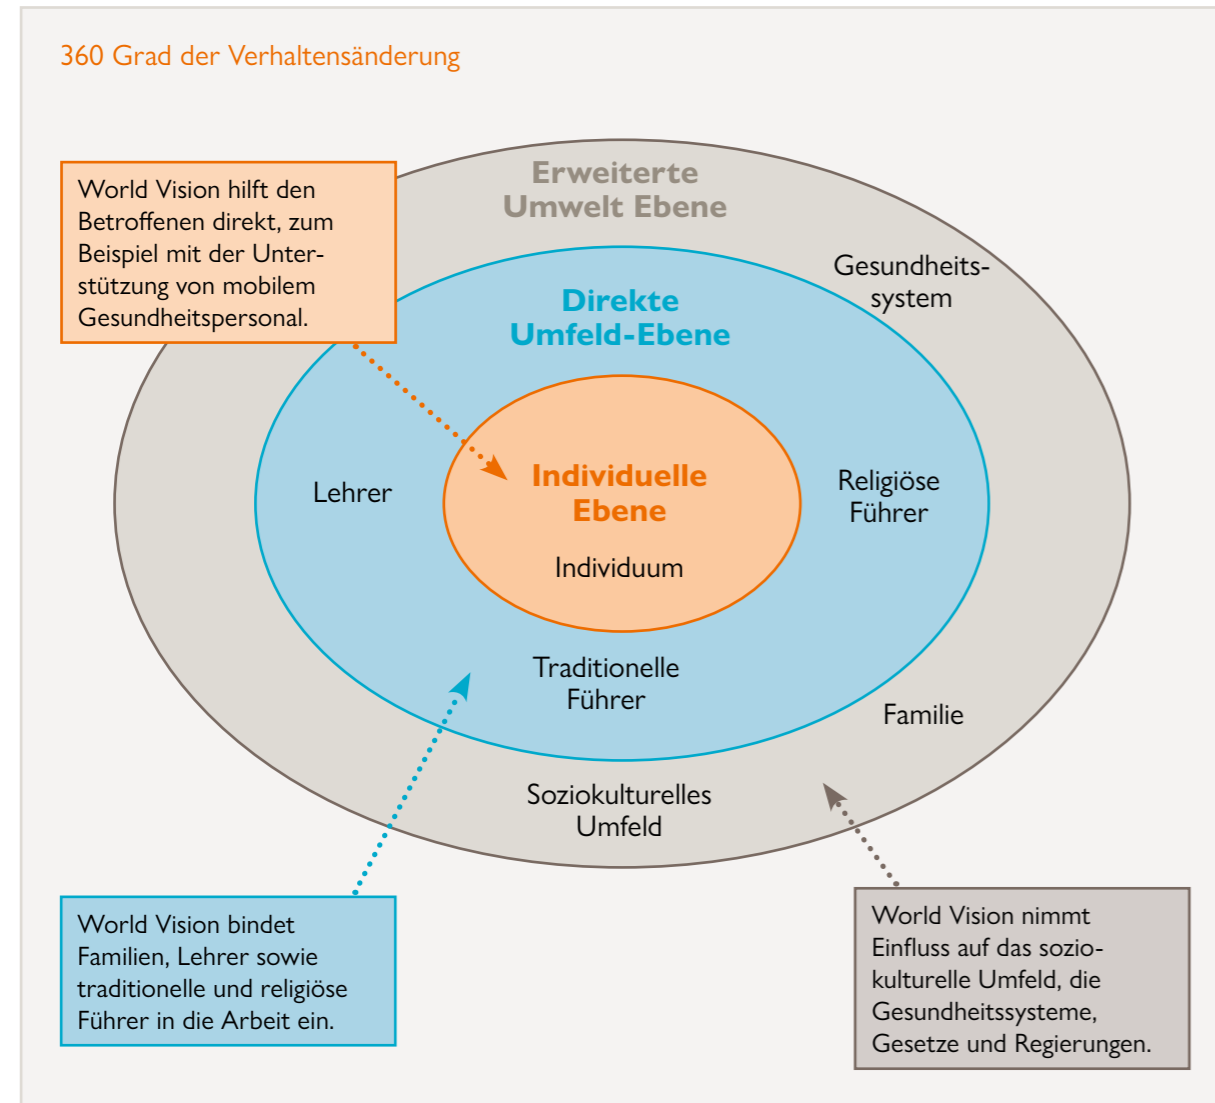 360 Grad der Verhaltensänderung
World Vision hilft den
Betroffenen direkt, zum
Beispiel mit der Unter-
stützung von mobilem
Gesundheitspersonal.
Erweiterte
Umwelt Ebene
Gesundheits-
system
Direkte
Umfeld-Ebene
Lehrer
Individuelle
Ebene
Individuum
Religiöse
Führer
Traditionelle
Führer
Familie
Soziokulturelles
Umfeld
World Vision bindet
Familien, Lehrer sowie
traditionelle und religiöse
Führer in die Arbeit ein.
World Vision nimmt
Einfluss auf das sozio-
kulturelle Umfeld, die
Gesundheitssysteme,
Gesetze und Regierungen.